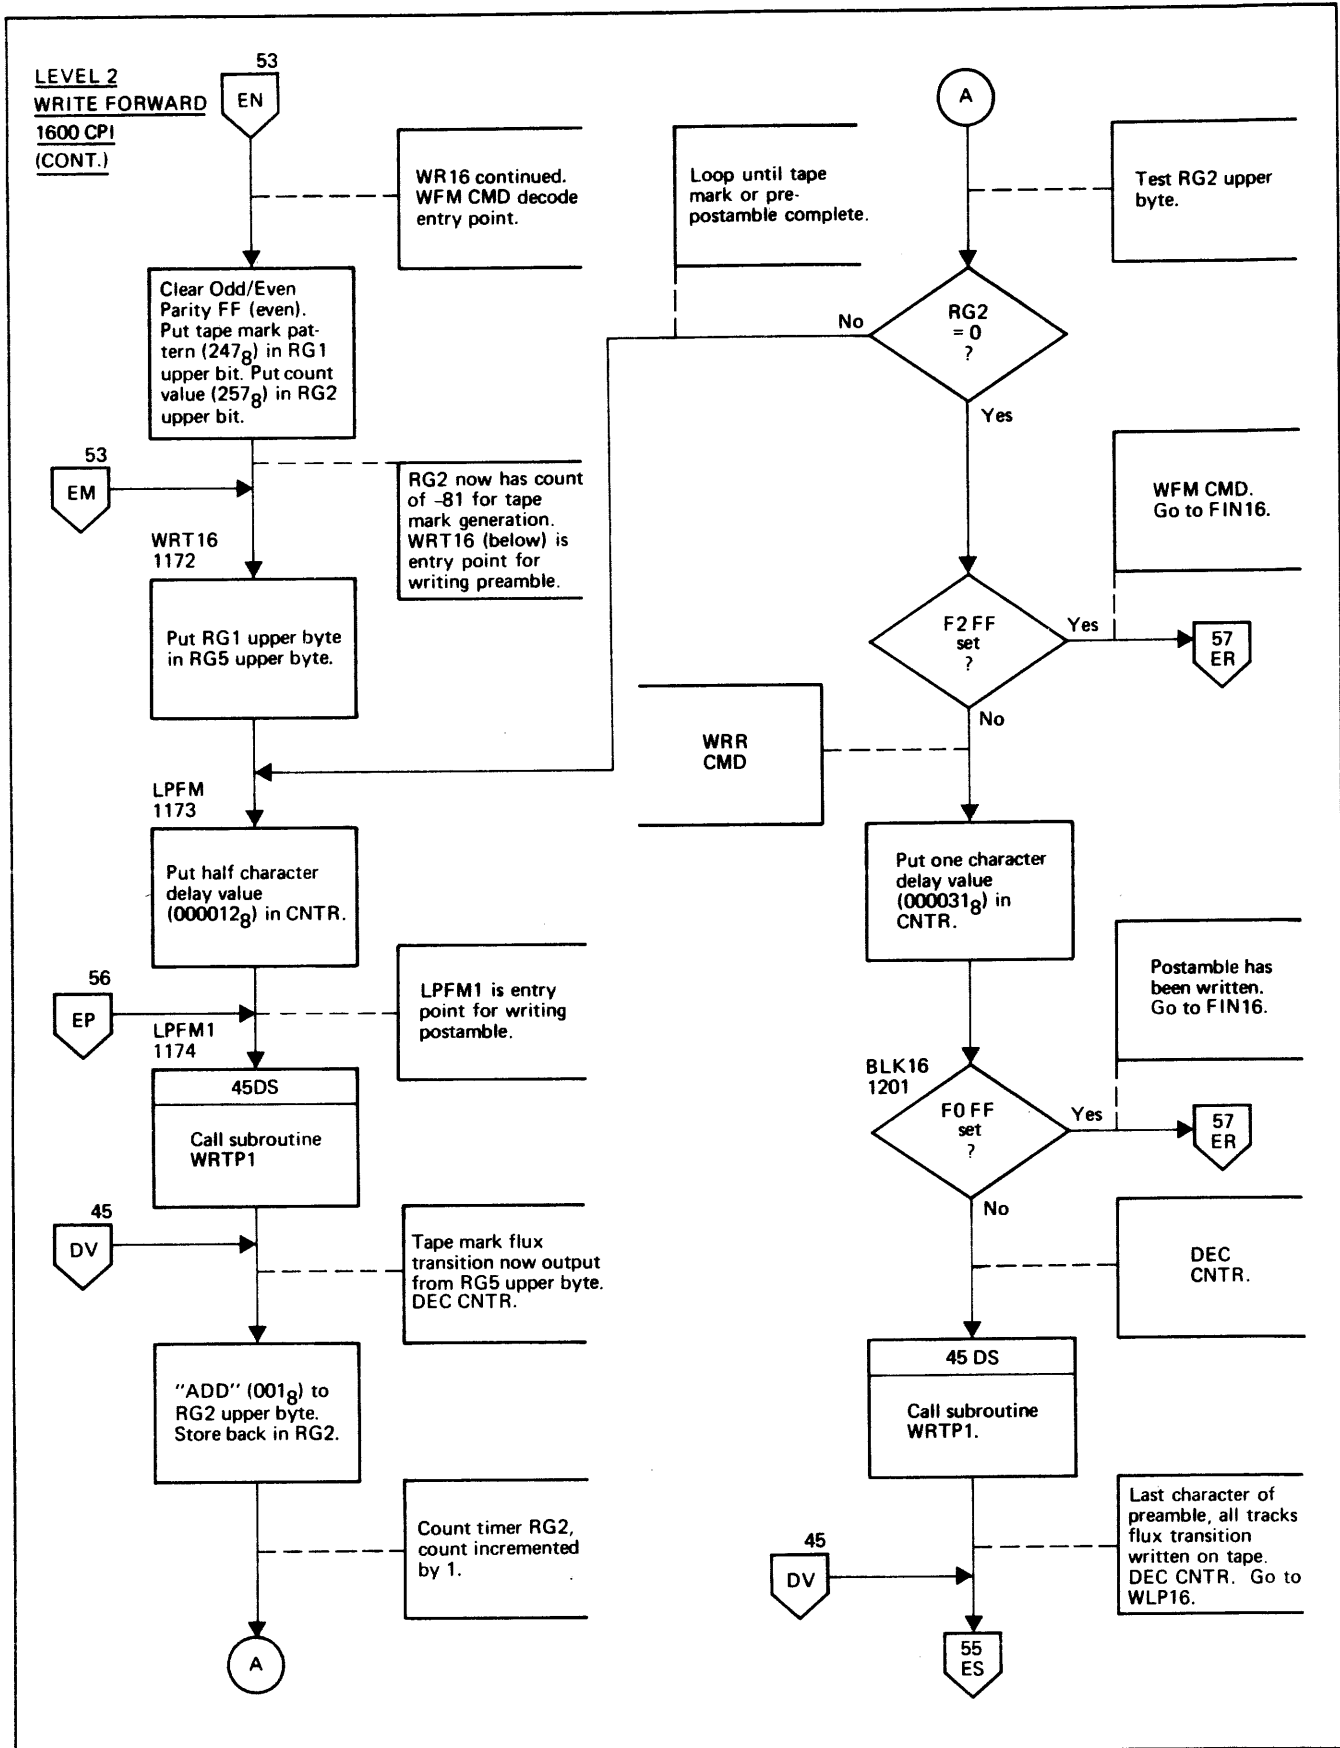 LEVEL 2
WRITE FORWARD
1600 CPI
(CONT.)
53
EN
WR16 continued.
WFM CMD decode
entry point.
Clear Odd/Even
Parity FF (even).
Put tape mark pat-
tern (247₈) in RG1
upper bit. Put count
value (257₈) in RG2
upper bit.
53
EM
RG2 now has count
of –81 for tape
mark generation.
WRT16 (below) is
entry point for
writing preamble.
WRT16
1172
Put RG1 upper byte
in RG5 upper byte.
LPFM
1173
Put half character
delay value
(000012₈) in CNTR.
56
EP
LPFM1 is entry
point for writing
postamble.
LPFM1
1174
45DS
Call subroutine
WRTP1
45
DV
Tape mark flux
transition now output
from RG5 upper byte.
DEC CNTR.
"ADD" (001₈) to
RG2 upper byte.
Store back in RG2.
Count timer RG2,
count incremented
by 1.
A
A
Loop until tape
mark or pre-
postamble complete.
Test RG2 upper
byte.
RG2
= 0
?
No
Yes
WFM CMD.
Go to FIN16.
F2 FF
set
?
Yes
57
ER
No
WRR
CMD
Put one character
delay value
(000031₈) in
CNTR.
Postamble has
been written.
Go to FIN16.
BLK16
1201
F0 FF
set
?
Yes
57
ER
No
DEC
CNTR.
45 DS
Call subroutine
WRTP1.
Last character of
preamble, all tracks
flux transition
written on tape.
DEC CNTR. Go to
WLP16.
45
DV
55
ES